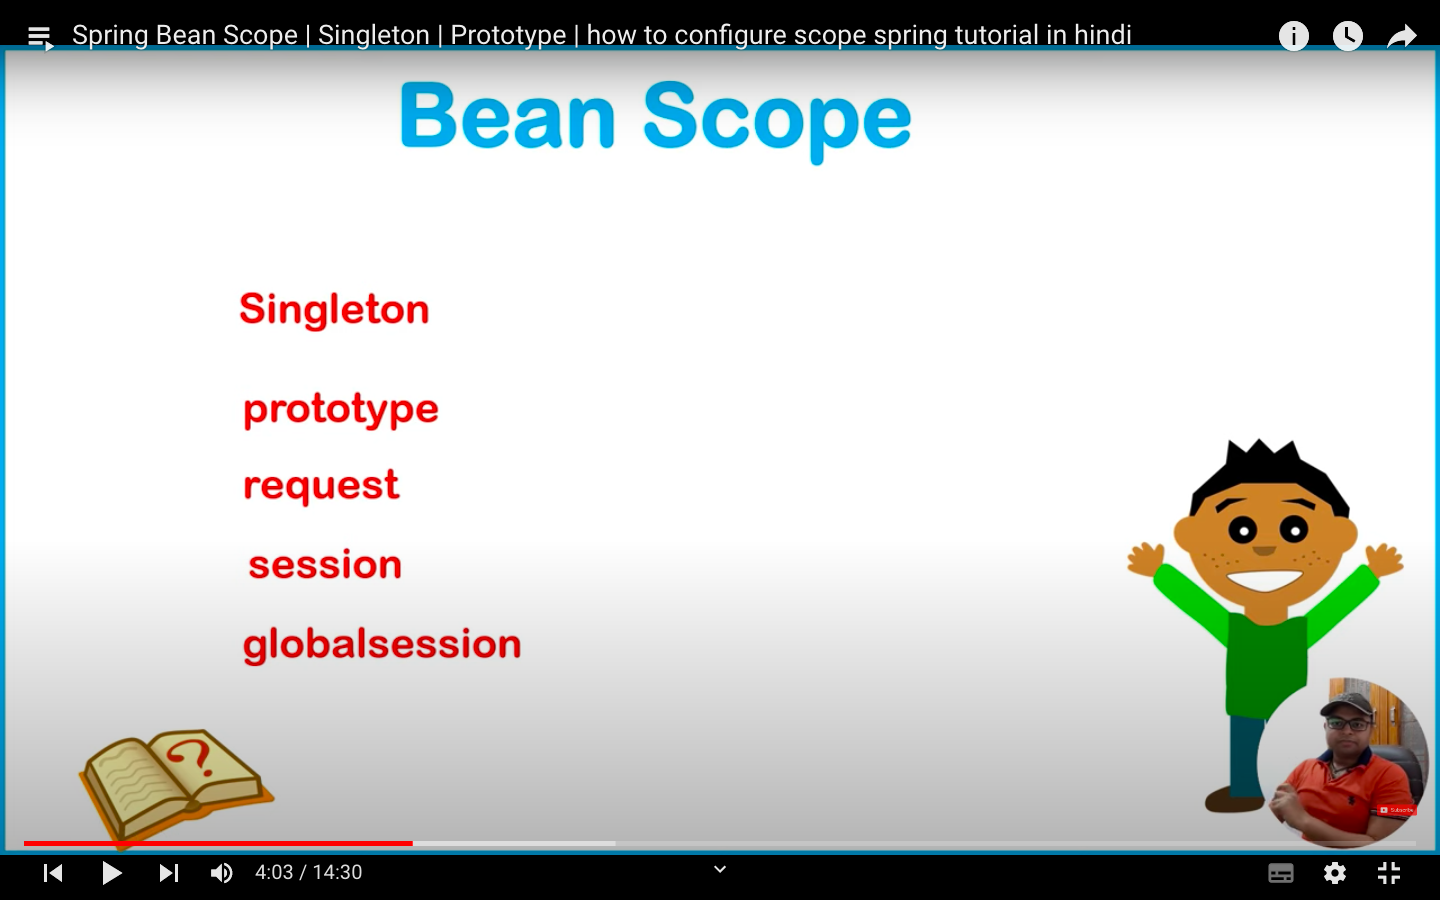 Spring Bean Scope | Singleton | Prototype | how to configure scope spring tutorial in hindi
Bean Scope
Singleton
prototype
request
session
globalsession
?
Subscribe
4:03 / 14:30